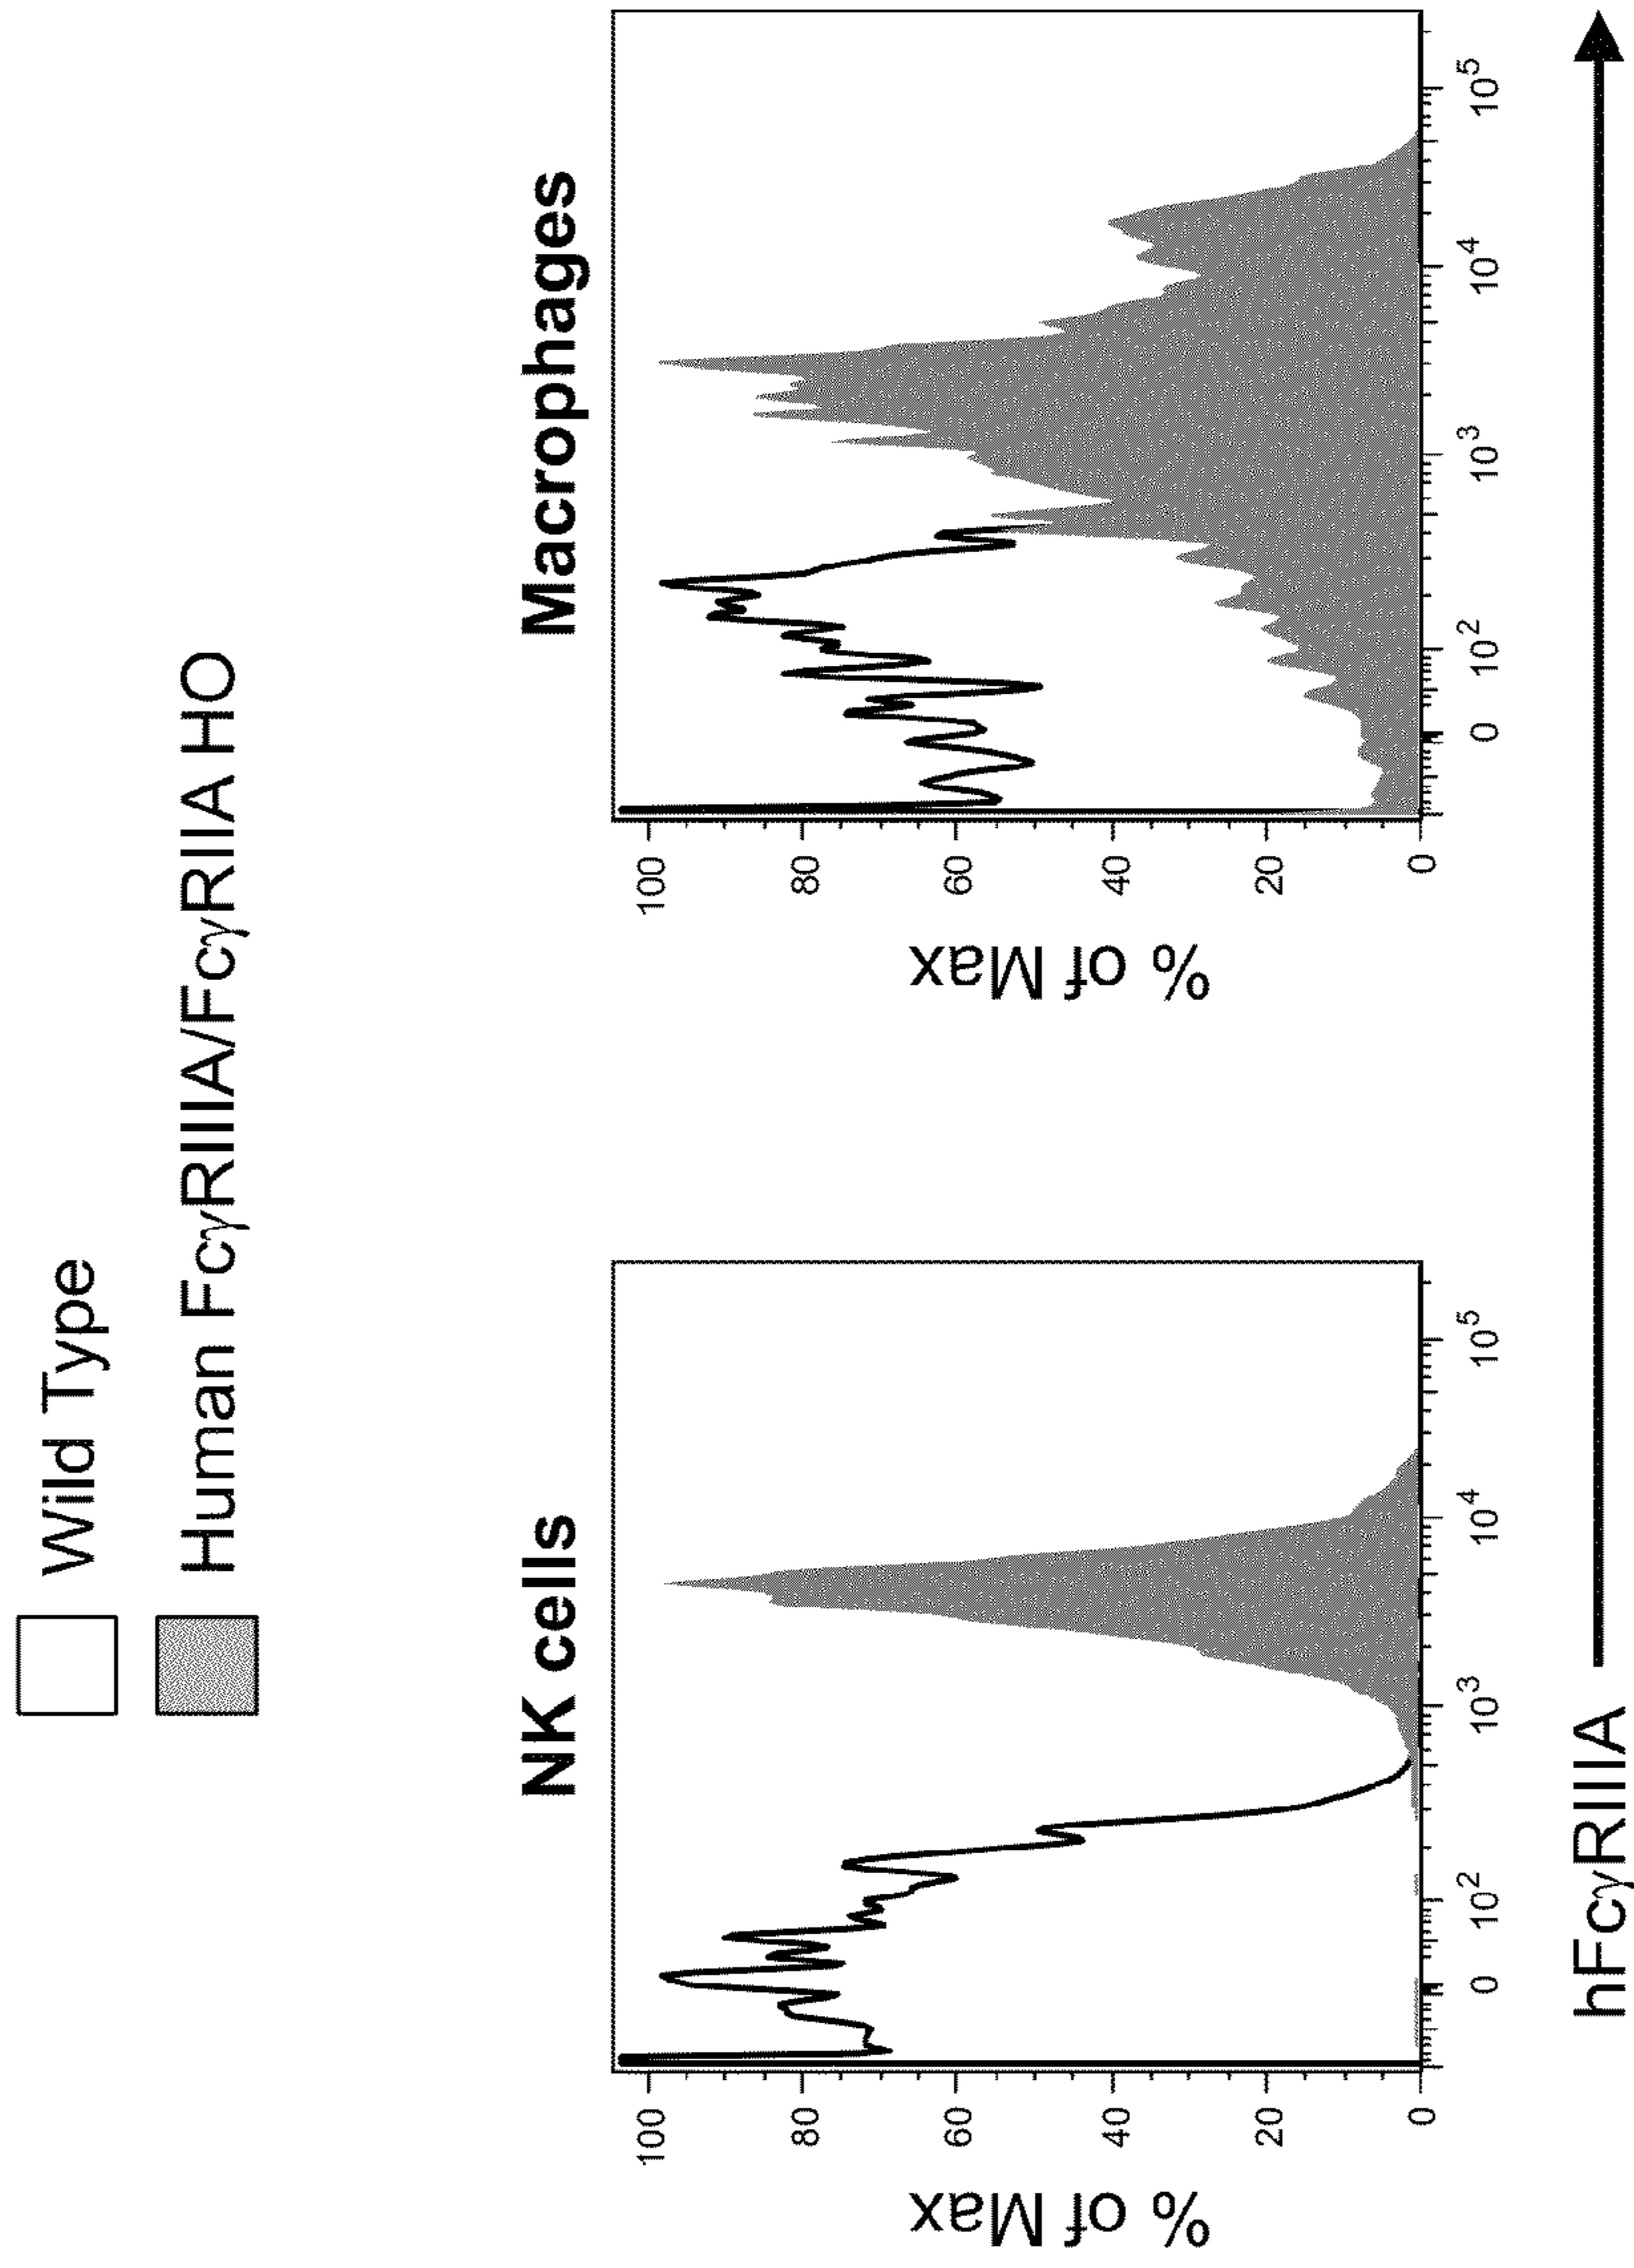 Wild Type
Human FcγRIIIA/FcγRIIA HO
NK cells
% of Max
100
80
60
40
20
0
0 10² 10³ 10⁴ 10⁵
Macrophages
% of Max
100
80
60
40
20
0
0 10² 10³ 10⁴ 10⁵
hFcγRIIIA